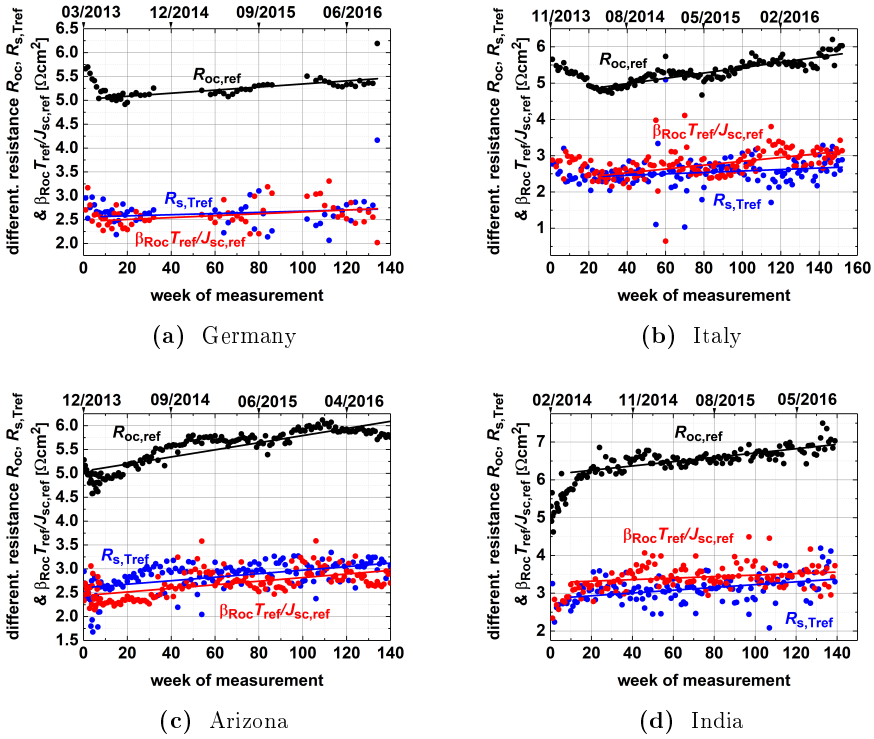 03/2013 12/2014 09/2015 06/2016
different. resistance Roc, Rs,Tref
& βRocTref/Jsc,ref [Ωcm2]
6.5
6.0
5.5
5.0
4.5
4.0
3.5
3.0
2.5
2.0
Roc,ref
Rs,Tref
βRocTref/Jsc,ref
0 20 40 60 80 100 120 140
week of measurement
(a) Germany
11/2013 08/2014 05/2015 02/2016
different. resistance Roc, Rs,Tref
& βRocTref/Jsc,ref [Ωcm2]
6
5
4
3
2
1
Roc,ref
βRocTref/Jsc,ref
Rs,Tref
0 20 40 60 80 100 120 140 160
week of measurement
(b) Italy
12/2013 09/2014 06/2015 04/2016
different. resistance Roc, Rs,Tref
& βRocTref/Jsc,ref [Ωcm2]
6.0
5.5
5.0
4.5
4.0
3.5
3.0
2.5
2.0
1.5
Roc,ref
Rs,Tref
βRocTref/Jsc,ref
0 20 40 60 80 100 120 140
week of measurement
(c) Arizona
02/2014 11/2014 08/2015 05/2016
different. resistance Roc, Rs,Tref
& βRocTref/Jsc,ref [Ωcm2]
7
6
5
4
3
2
Roc,ref
βRocTref/Jsc,ref
Rs,Tref
0 20 40 60 80 100 120 140
week of measurement
(d) India